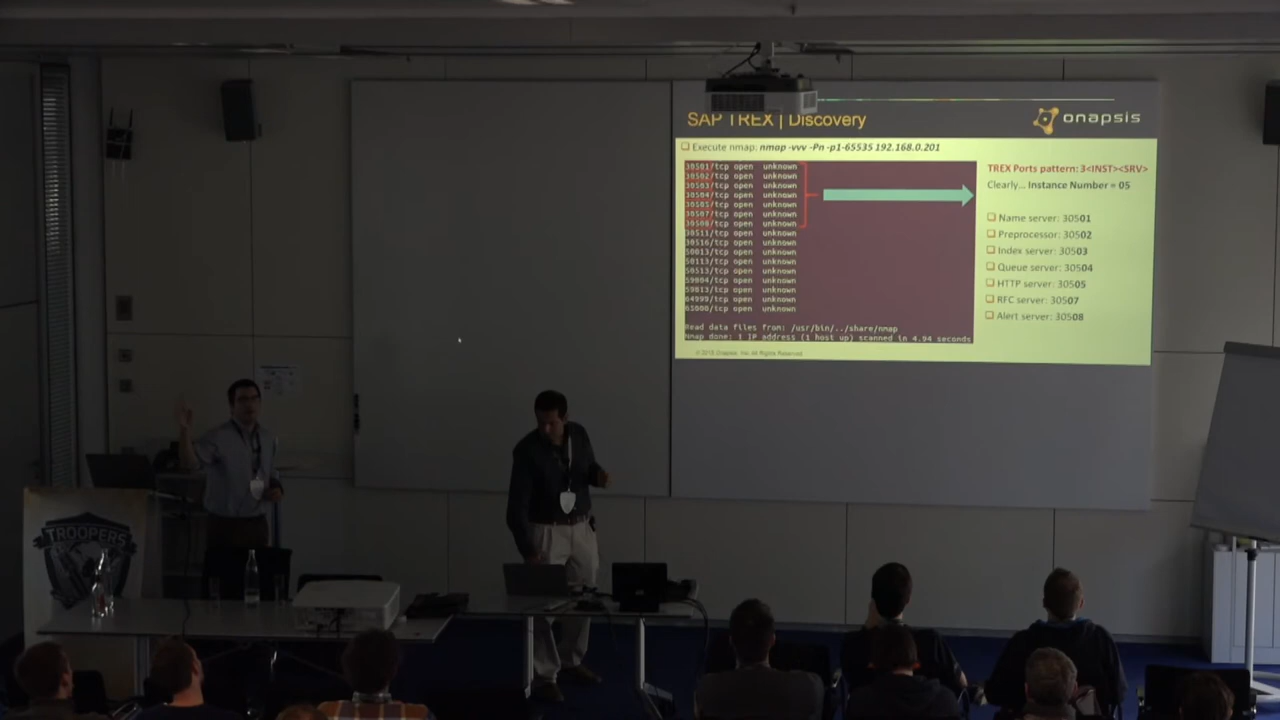 SAP TREX | Discovery
onapsis
❑ Execute nmap: nmap -vvv -Pn -p1-65535 192.168.0.201
30501/tcp open unknown
30502/tcp open unknown
30503/tcp open unknown
30504/tcp open unknown
30505/tcp open unknown
30507/tcp open unknown
30508/tcp open unknown
30511/tcp open unknown
30516/tcp open unknown
50013/tcp open unknown
50113/tcp open unknown
50513/tcp open unknown
59804/tcp open unknown
59813/tcp open unknown
64999/tcp open unknown
65000/tcp open unknown
Read data files from: /usr/bin/../share/nmap
Nmap done: 1 IP address (1 host up) scanned in 4.94 seconds
TREX Ports pattern: 3<INST><SRV>
Clearly... Instance Number = 05
❑ Name server: 30501
❑ Preprocessor: 30502
❑ Index server: 30503
❑ Queue server: 30504
❑ HTTP server: 30505
❑ RFC server: 30507
❑ Alert server: 30508
Onapsis, Inc. All Rights Reserved
TROOPERS